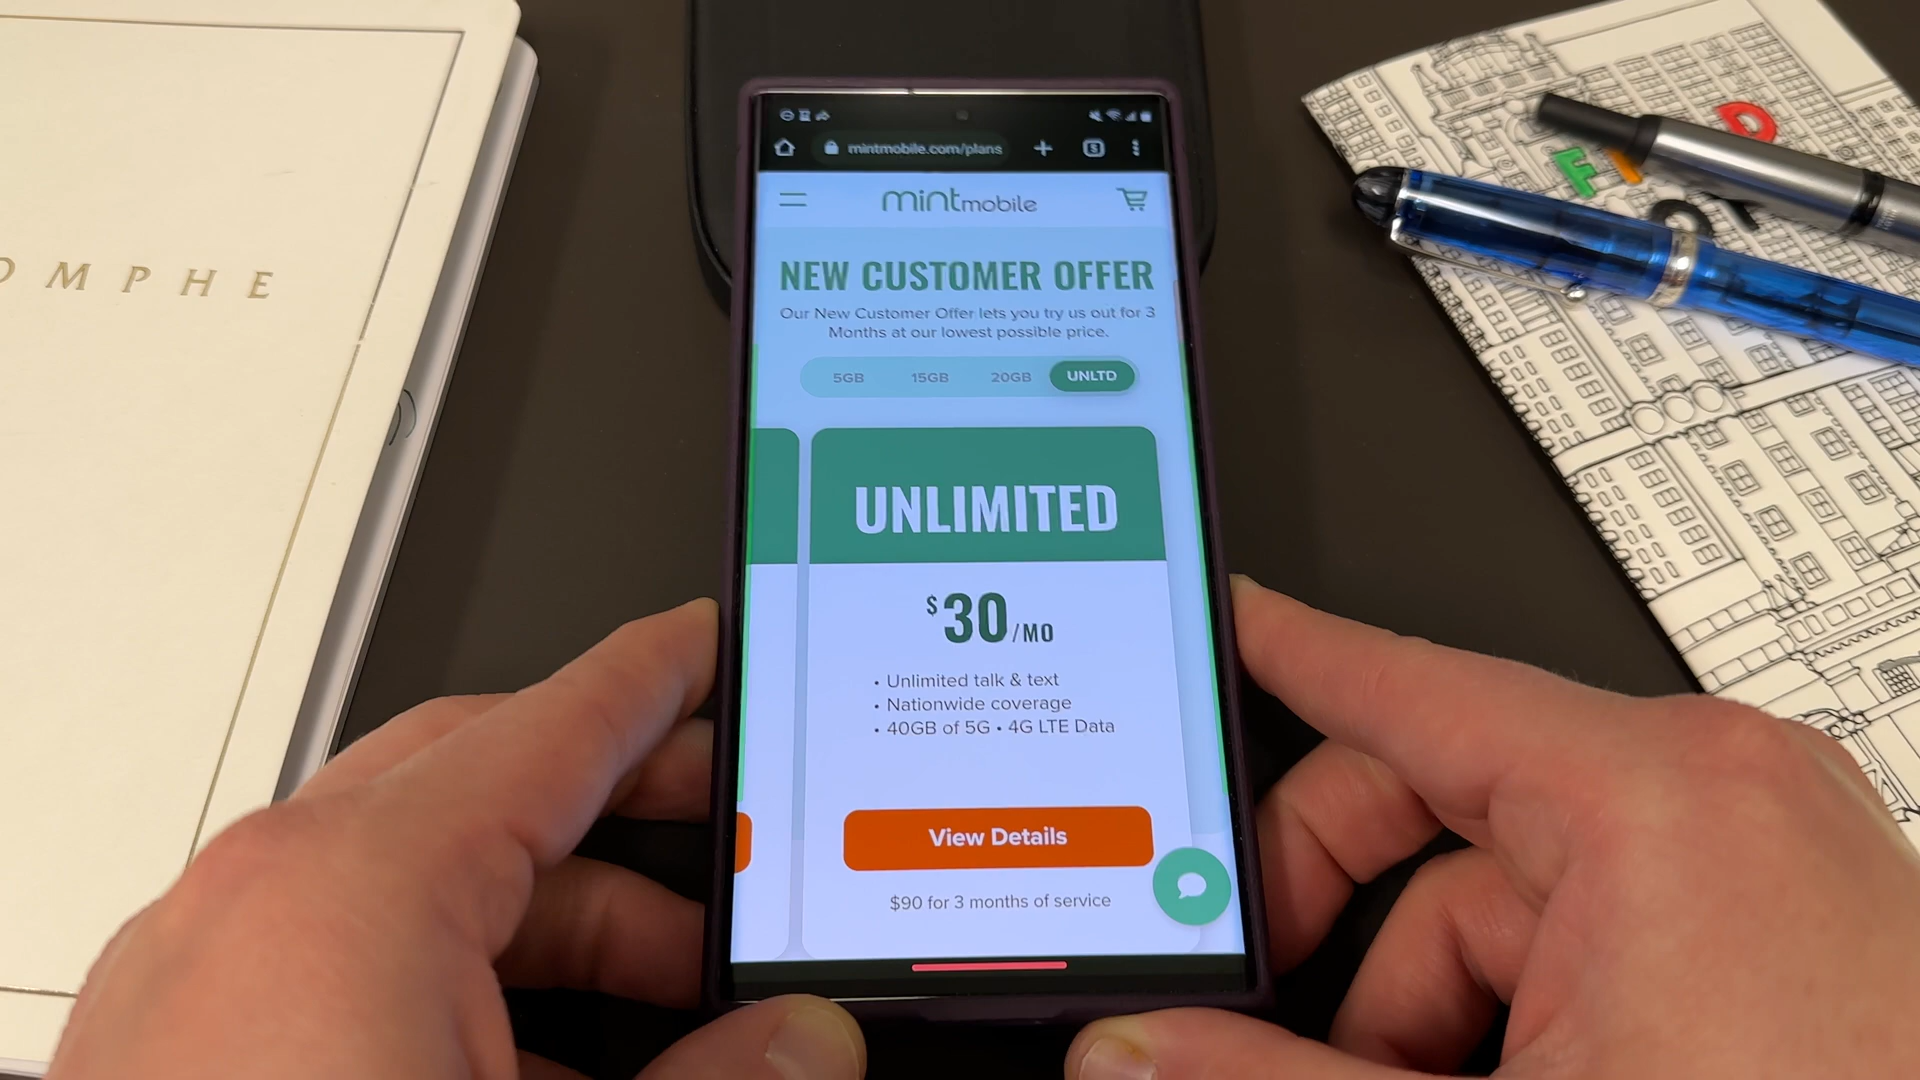 OMPHE
mintmobile.com/plans
5
mintmobile
NEW CUSTOMER OFFER
Our New Customer Offer lets you try us out for 3
Months at our lowest possible price.
5GB 15GB 20GB UNLTD
UNLIMITED
$30/MO
• Unlimited talk & text
• Nationwide coverage
• 40GB of 5G • 4G LTE Data
View Details
$90 for 3 months of service